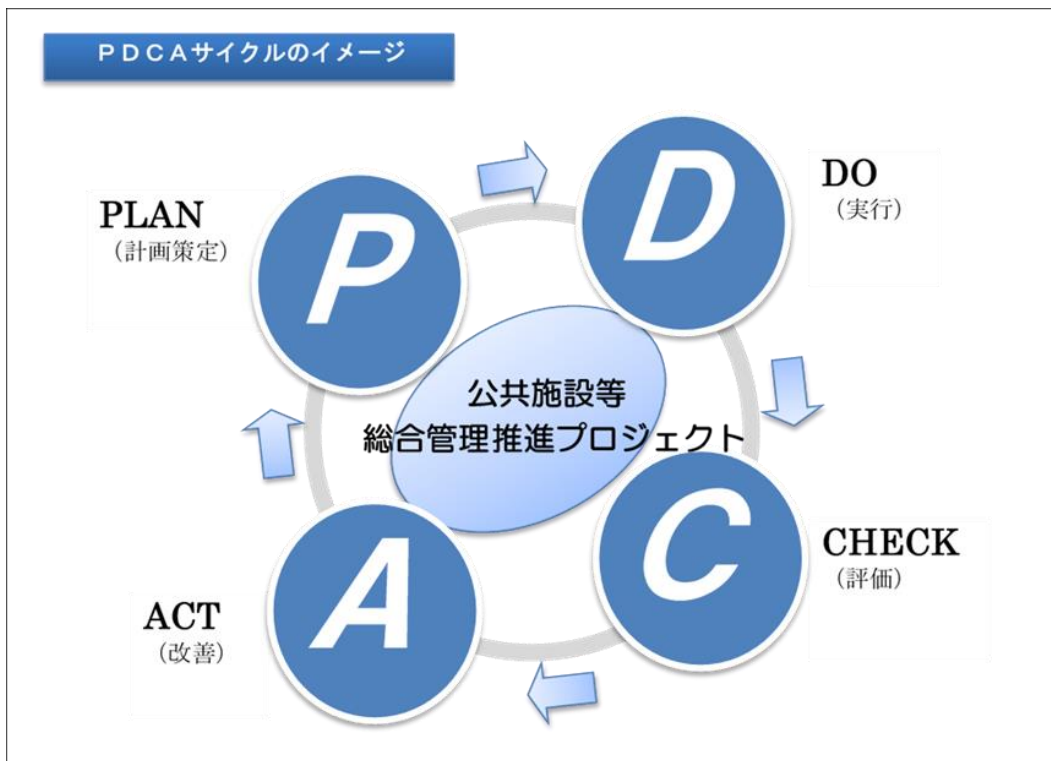 PDCAサイクルのイメージ
P
PLAN
（計画策定）
D
DO
（実行）
公共施設等
総合管理推進プロジェクト
C
CHECK
（評価）
A
ACT
（改善）